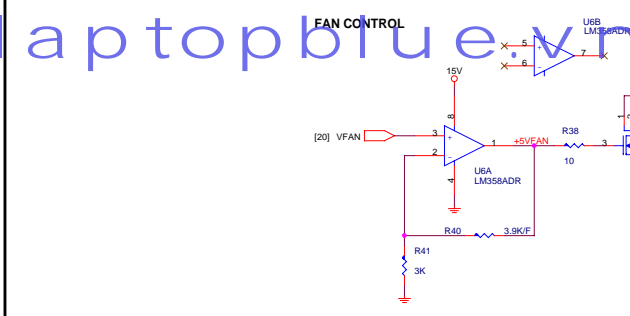 FAN CONTROL
laptopblue.vn
U6B
LM358ADR
5
+
7
6
-
15V
8
[20] VFAN
3
+
1
+5VFAN
R38
3
1
2
-
10
4
U6A
LM358ADR
R40
3.9K/F
R41
3K